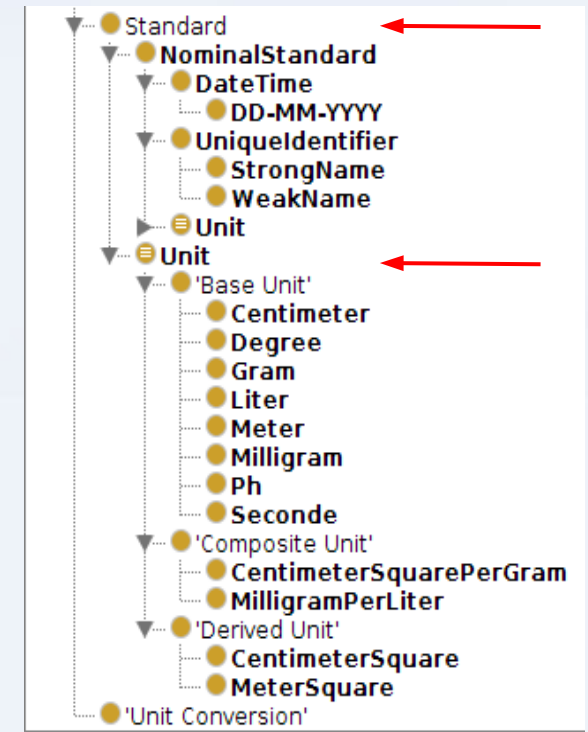 Standard
NominalStandard
DateTime
DD-MM-YYYY
UniqueIdentifier
StrongName
WeakName
Unit
Unit
'Base Unit'
Centimeter
Degree
Gram
Liter
Meter
Milligram
Ph
Seconde
'Composite Unit'
CentimeterSquarePerGram
MilligramPerLiter
'Derived Unit'
CentimeterSquare
MeterSquare
'Unit Conversion'